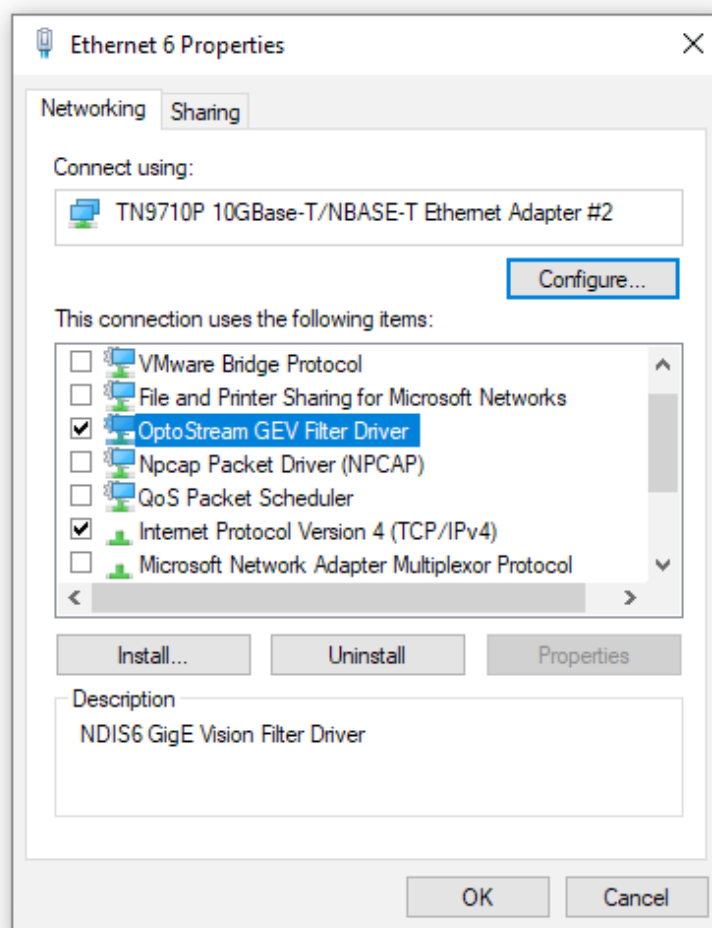 Ethernet 6 Properties
Networking
Sharing
Connect using:
TN9710P 10GBase-T/NBASE-T Ethernet Adapter #2
Configure...
This connection uses the following items:
VMware Bridge Protocol
File and Printer Sharing for Microsoft Networks
OptoStream GEV Filter Driver
Npcap Packet Driver (NPCAP)
QoS Packet Scheduler
Internet Protocol Version 4 (TCP/IPv4)
Microsoft Network Adapter Multiplexor Protocol
Install...
Uninstall
Properties
Description
NDIS6 GigE Vision Filter Driver
OK
Cancel